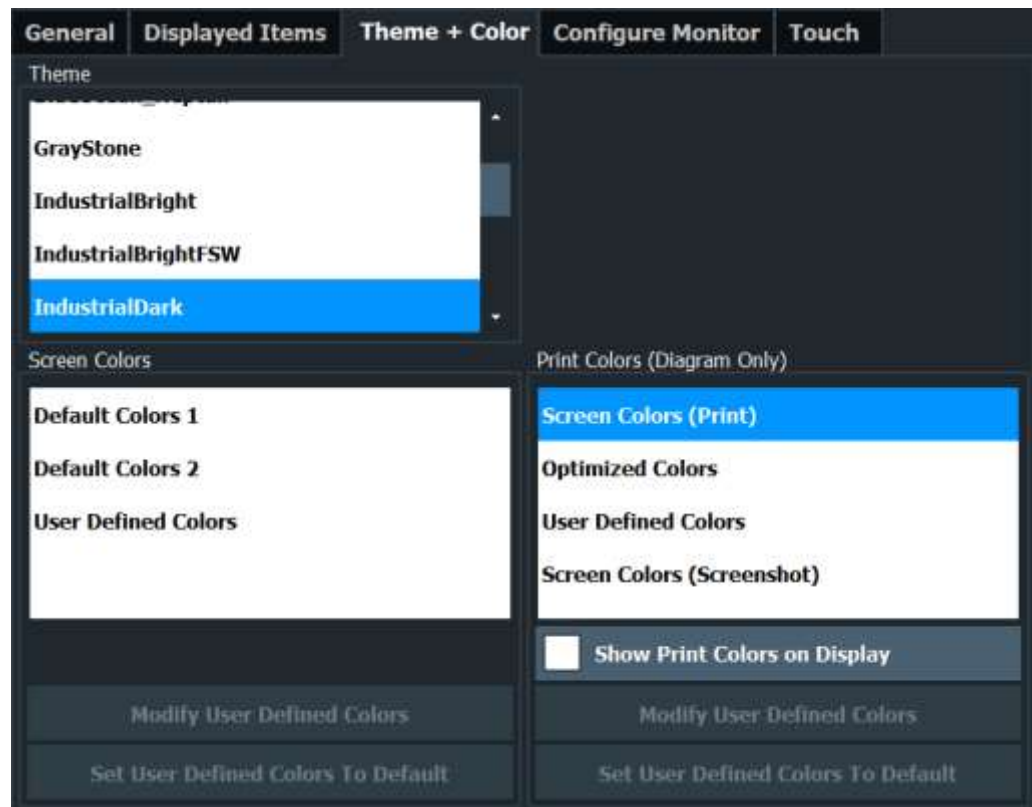 General Displayed Items Theme + Color Configure Monitor Touch
Theme
GrayStone
IndustrialBright
IndustrialBrightFSW
IndustrialDark
Screen Colors
Default Colors 1
Default Colors 2
User Defined Colors
Print Colors (Diagram Only)
Screen Colors (Print)
Optimized Colors
User Defined Colors
Screen Colors (Screenshot)
Show Print Colors on Display
Modify User Defined Colors
Set User Defined Colors To Default
Modify User Defined Colors
Set User Defined Colors To Default